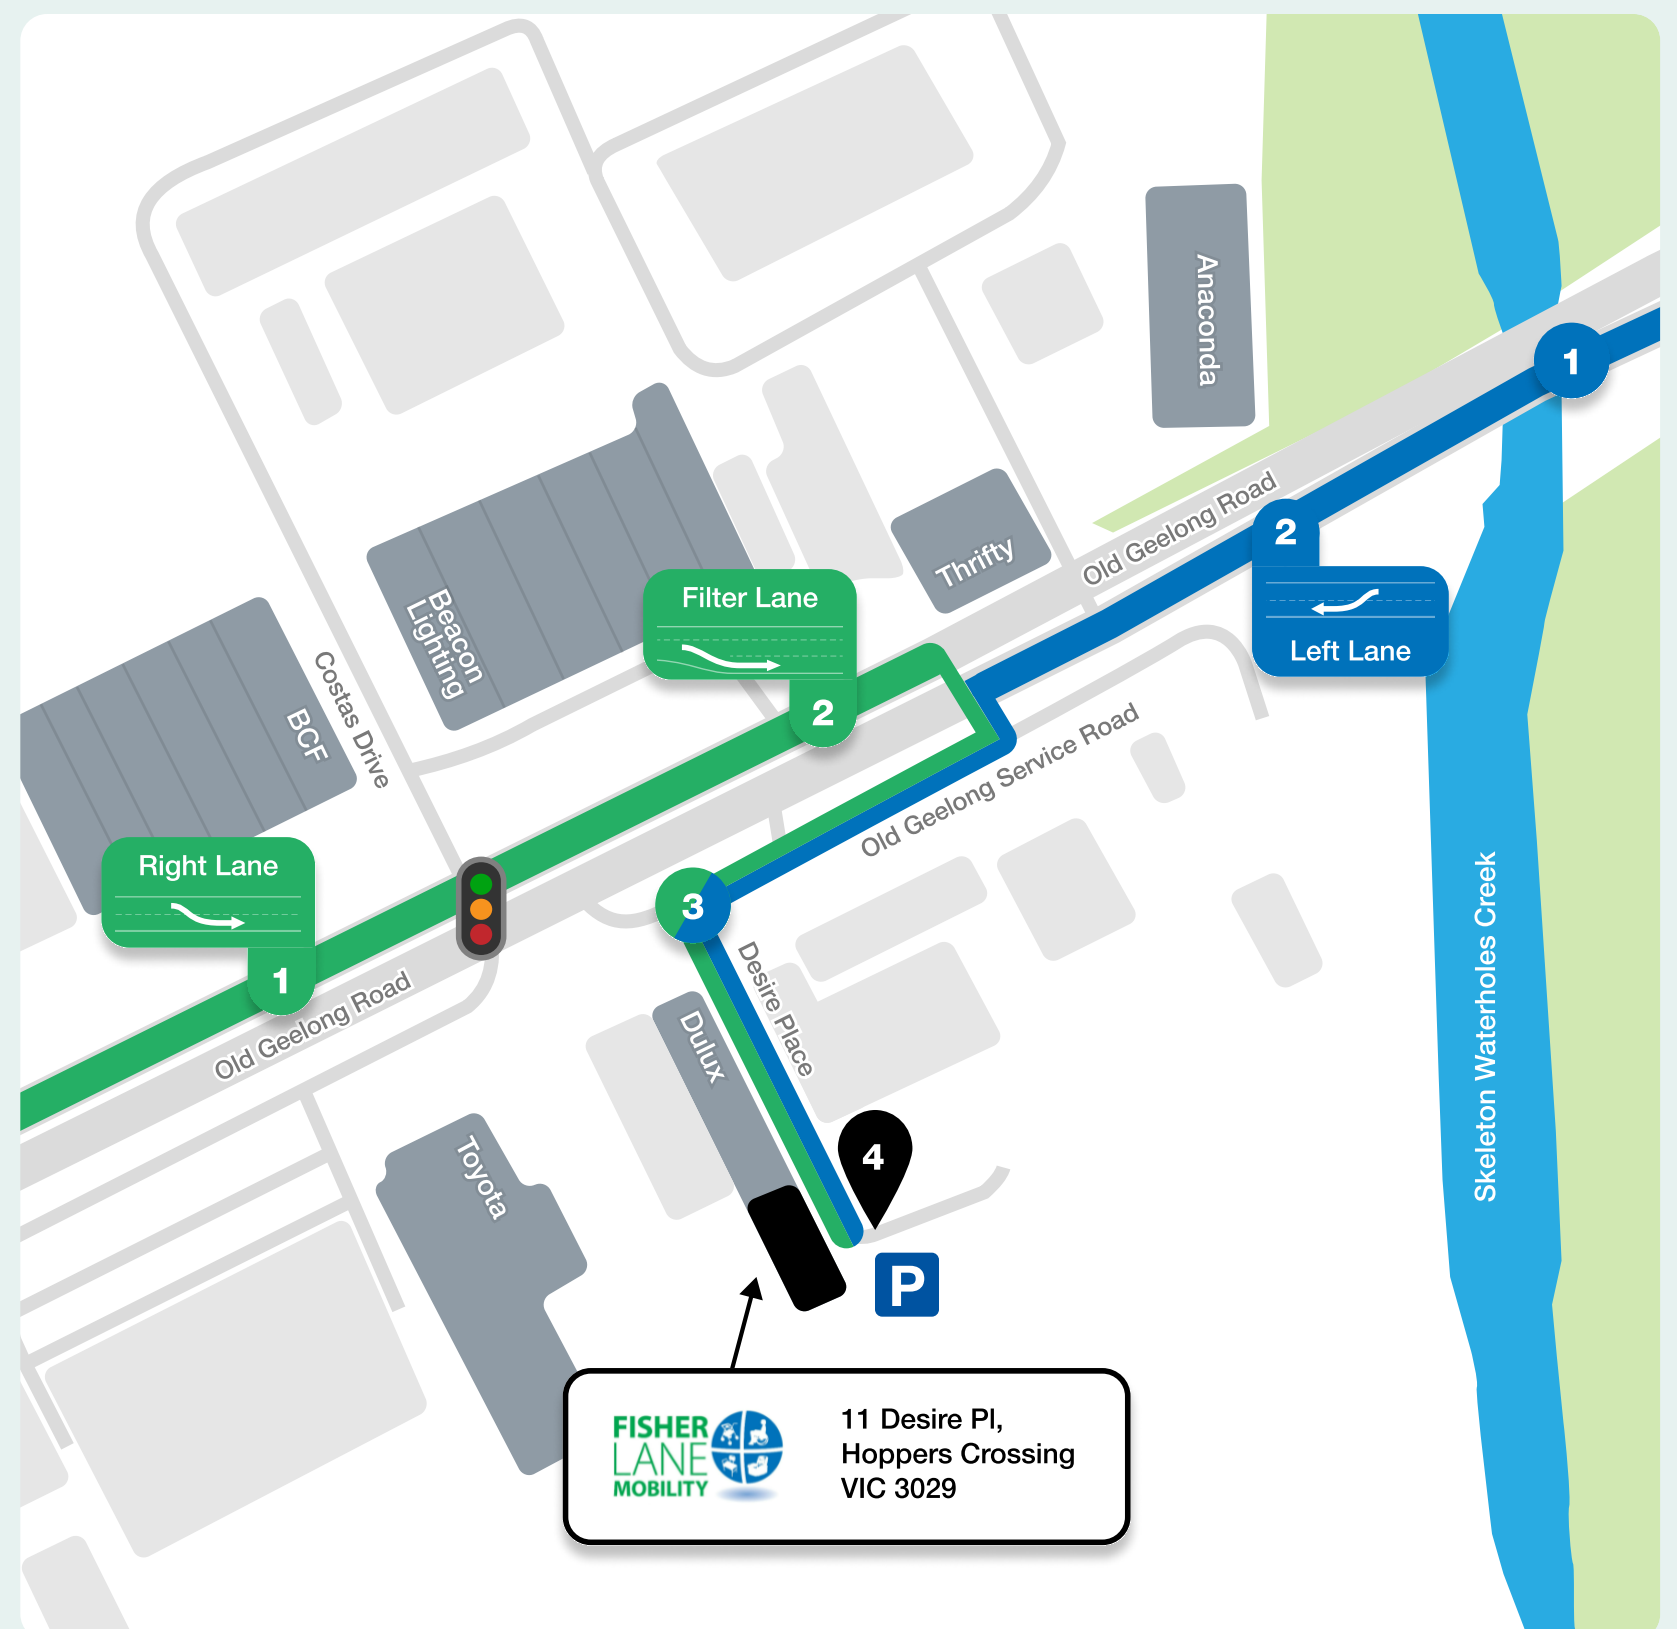 Anaconda
1
Old Geelong Road
2
Left Lane
Thrifty
Filter Lane
2
Beacon
Lighting
Costas Drive
BCF
Old Geelong Service Road
Right Lane
1
Old Geelong Road
3
Desire Place
Dulux
Skeleton Waterholes Creek
Toyota
4
P
FISHER
LANE
MOBILITY
11 Desire Pl,
Hoppers Crossing
VIC 3029